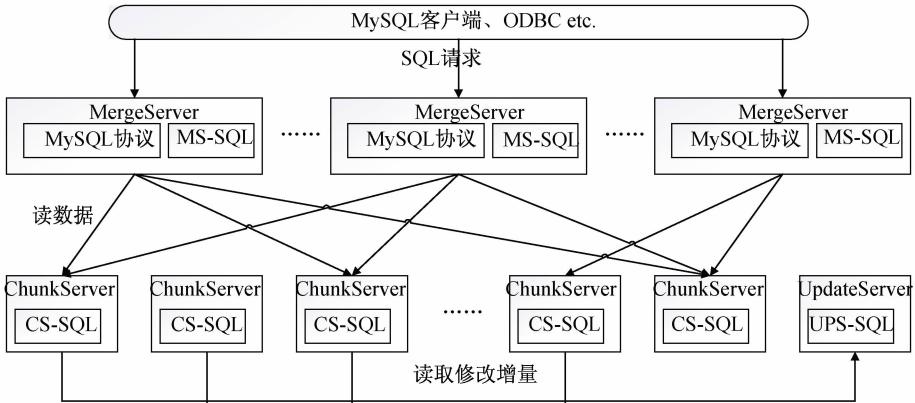 MySQL客户端、ODBC etc.
SQL请求
MergeServer
MySQL协议 MS-SQL
……
MergeServer
MySQL协议 MS-SQL
……
MergeServer
MySQL协议 MS-SQL
读数据
ChunkServer
CS-SQL
ChunkServer
CS-SQL
ChunkServer
CS-SQL
……
ChunkServer
CS-SQL
ChunkServer
CS-SQL
UpdateServer
UPS-SQL
读取修改增量